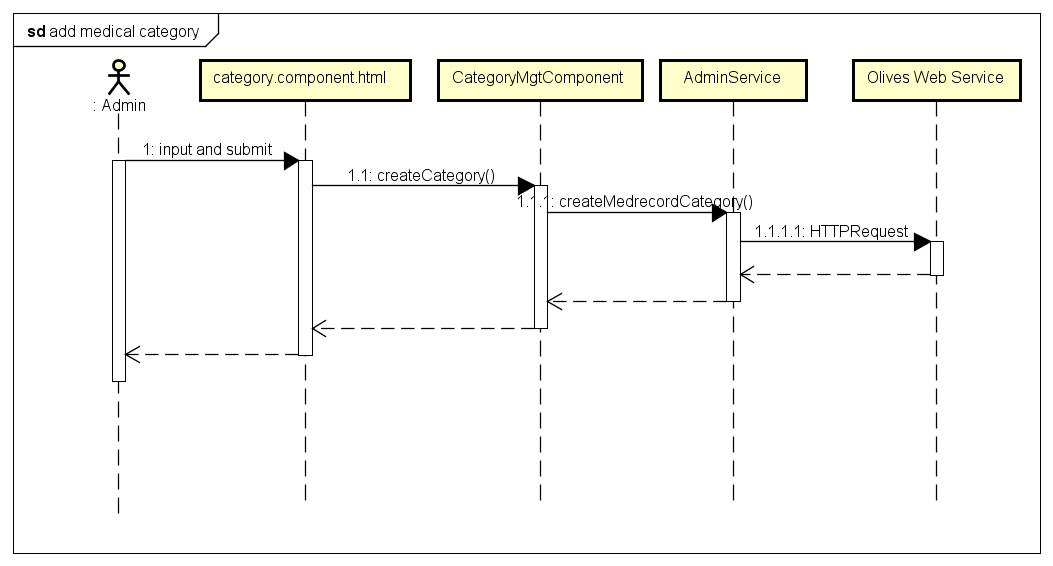 sd add medical category
: Admin
category.component.html
CategoryMgtComponent
AdminService
Olives Web Service
1: input and submit
1.1: createCategory()
1.1.1: createMedrecordCategory()
1.1.1.1: HTTPRequest